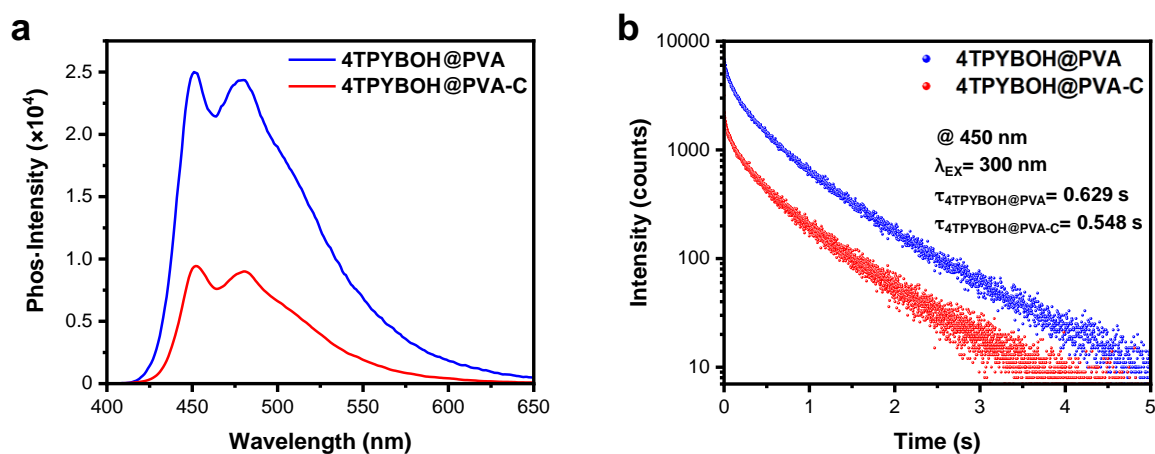 a
4TPYBOH@PVA
4TPYBOH@PVA-C
Phos·Intensity (×10⁴)
2.5
2.0
1.5
1.0
0.5
0
400
450
500
550
600
650
Wavelength (nm)
b
4TPYBOH@PVA
4TPYBOH@PVA-C
@ 450 nm
λEX= 300 nm
τ4TPYBOH@PVA= 0.629 s
τ4TPYBOH@PVA-C= 0.548 s
Intensity (counts)
10000
1000
100
10
0
1
2
3
4
5
Time (s)